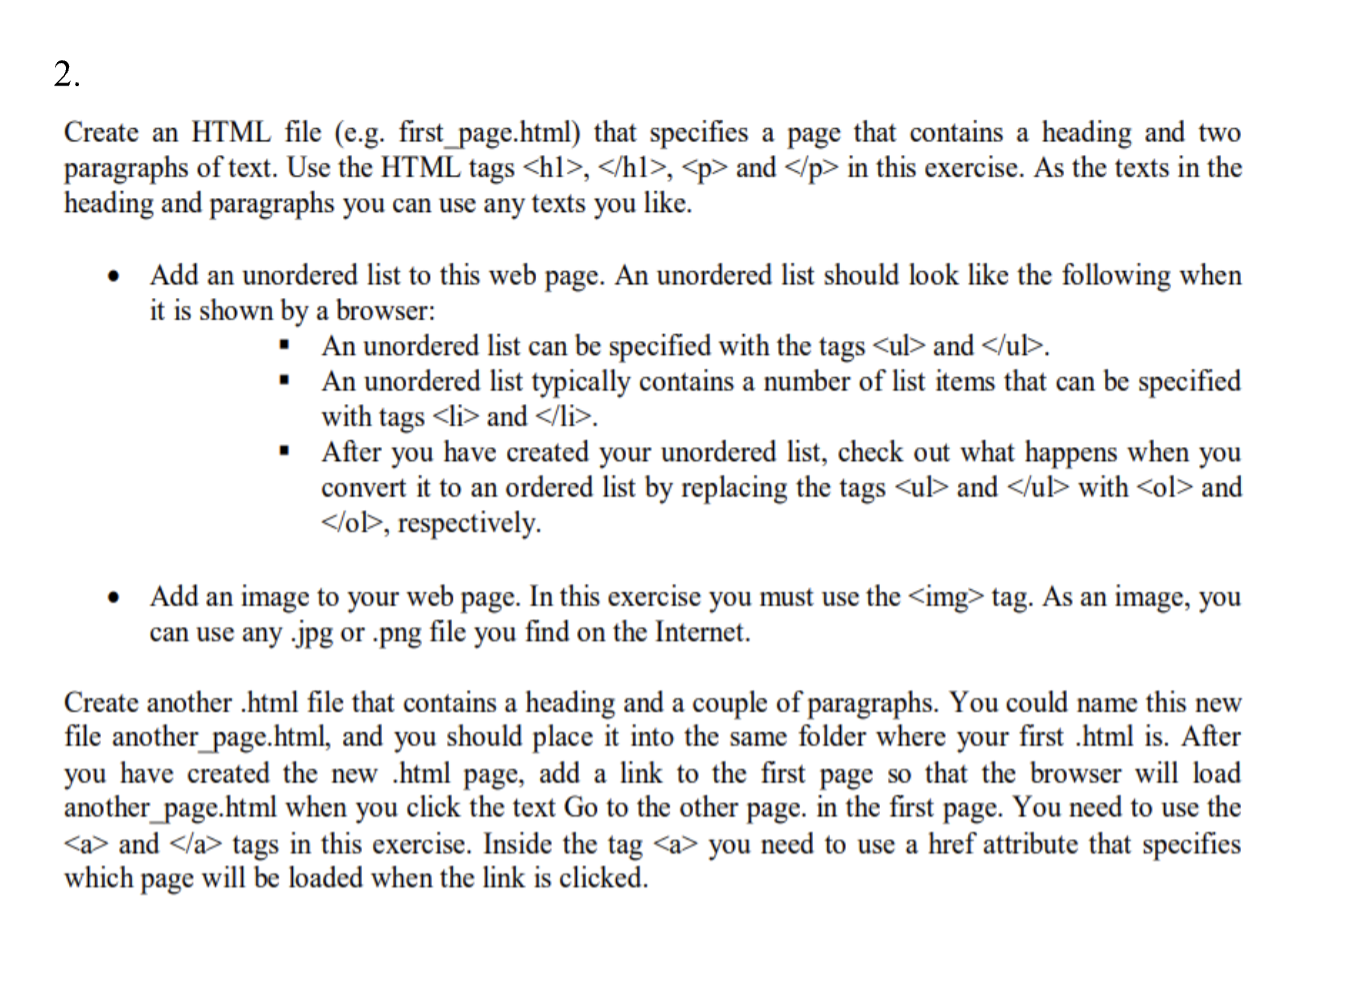 2.
Create an HTML file (e.g. first_page.html) that specifies a page that contains a heading and two
paragraphs of text. Use the HTML tags <h1>, </h1>, <p> and </p> in this exercise. As the texts in the
heading and paragraphs you can use any texts you like.
• Add an unordered list to this web page. An unordered list should look like the following when
it is shown by a browser:
▪ An unordered list can be specified with the tags <ul> and </ul>.
▪ An unordered list typically contains a number of list items that can be specified
with tags <li> and </li>.
▪ After you have created your unordered list, check out what happens when you
convert it to an ordered list by replacing the tags <ul> and </ul> with <ol> and
</ol>, respectively.
• Add an image to your web page. In this exercise you must use the <img> tag. As an image, you
can use any .jpg or .png file you find on the Internet.
Create another .html file that contains a heading and a couple of paragraphs. You could name this new
file another_page.html, and you should place it into the same folder where your first .html is. After
you have created the new .html page, add a link to the first page so that the browser will load
another_page.html when you click the text Go to the other page. in the first page. You need to use the
<a> and </a> tags in this exercise. Inside the tag <a> you need to use a href attribute that specifies
which page will be loaded when the link is clicked.